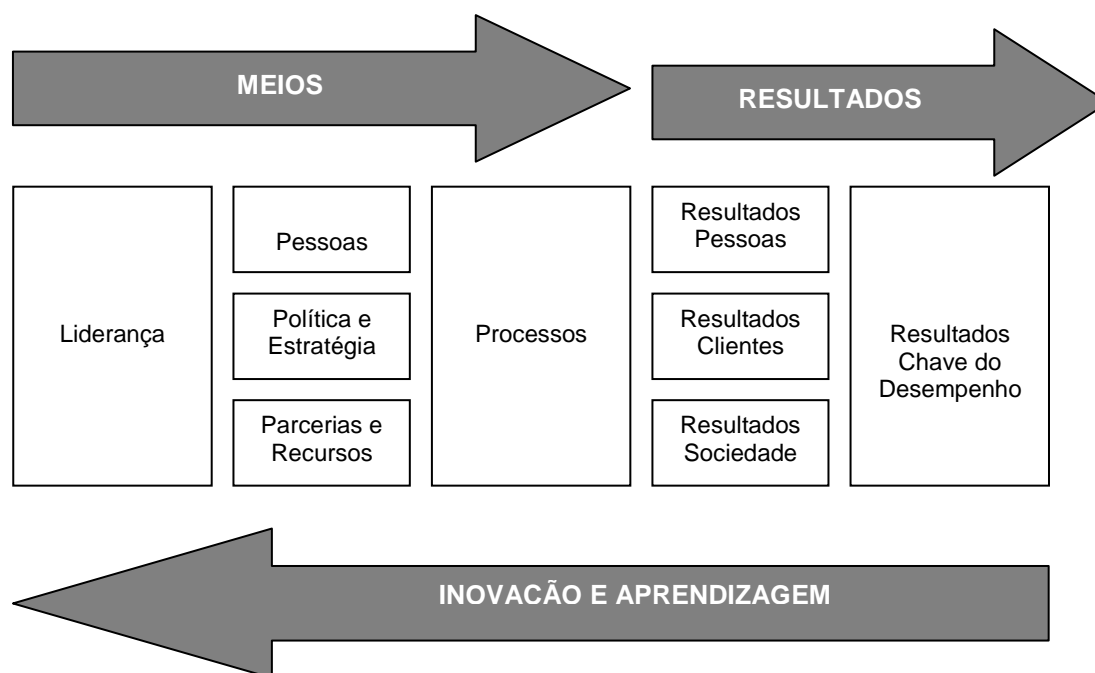 MEIOS
RESULTADOS
Liderança
Pessoas
Política e
Estratégia
Parcerias e
Recursos
Processos
Resultados
Pessoas
Resultados
Clientes
Resultados
Sociedade
Resultados
Chave do
Desempenho
INOVACÃO E APRENDIZAGEM